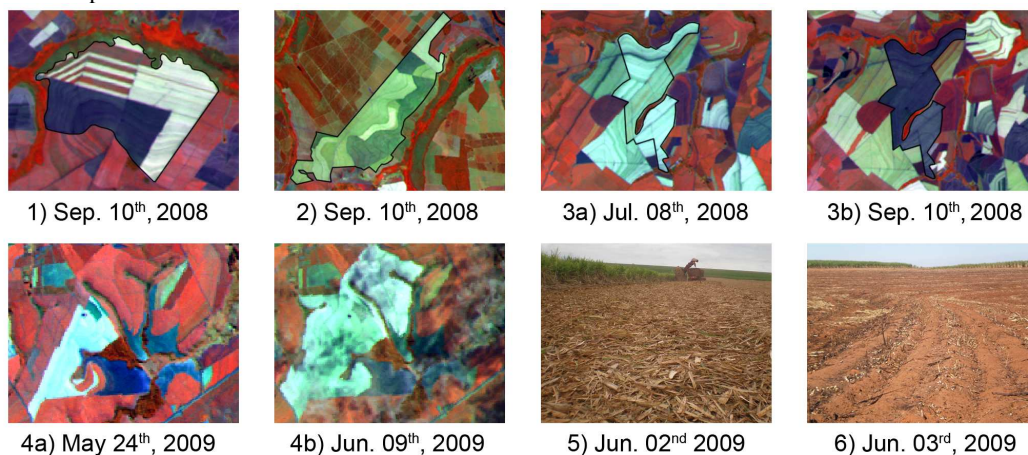 1) Sep. 10th, 2008
2) Sep. 10th, 2008
3a) Jul. 08th, 2008
3b) Sep. 10th, 2008
4a) May 24th, 2009
4b) Jun. 09th, 2009
5) Jun. 02nd 2009
6) Jun. 03rd, 2009